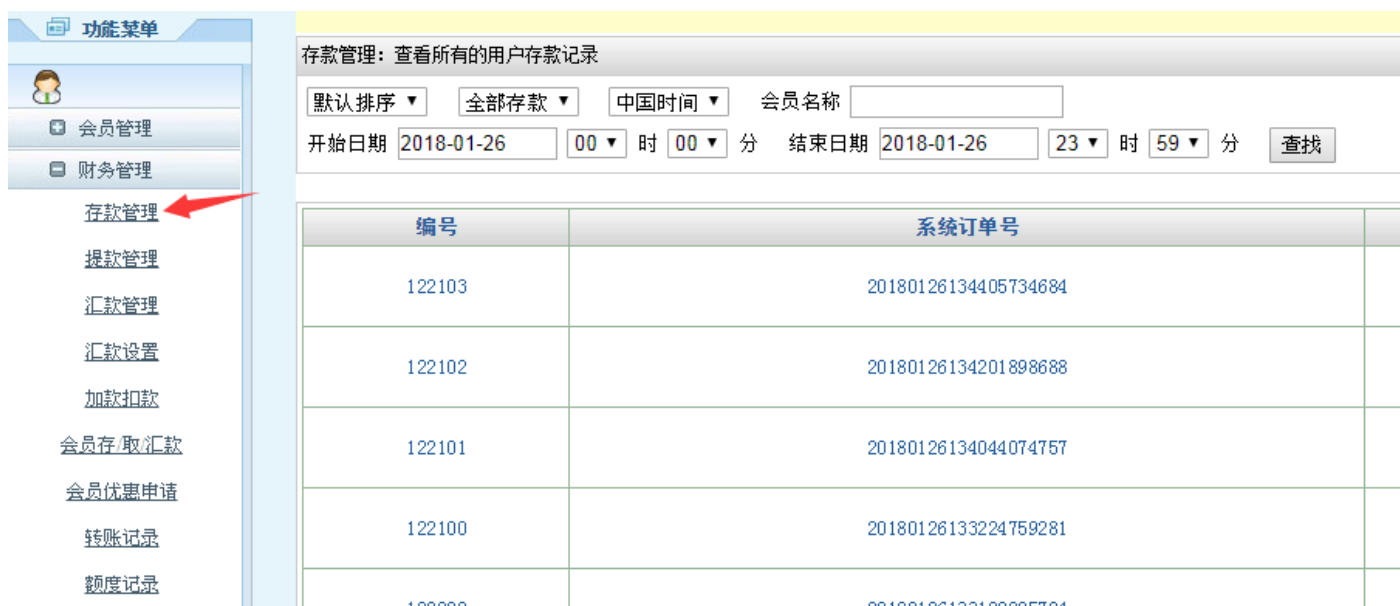 功能菜单
会员管理
财务管理
存款管理
提款管理
汇款管理
汇款设置
加款扣款
会员存/取/汇款
会员优惠申请
转账记录
额度记录
存款管理：查看所有的用户存款记录
默认排序 ▼ 全部存款 ▼ 中国时间 ▼ 会员名称
开始日期 2018-01-26 00 ▼ 时 00 ▼ 分 结束日期 2018-01-26 23 ▼ 时 59 ▼ 分 查找
编号 系统订单号
122103 20180126134405734684
122102 20180126134201898688
122101 20180126134044074757
122100 20180126133224759281